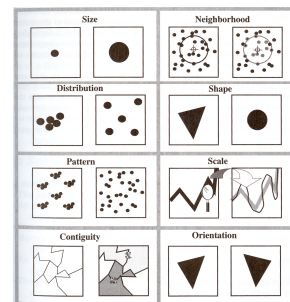 Size
Neighborhood
Distribution
Shape
Pattern
Scale
Contiguity
Orientation